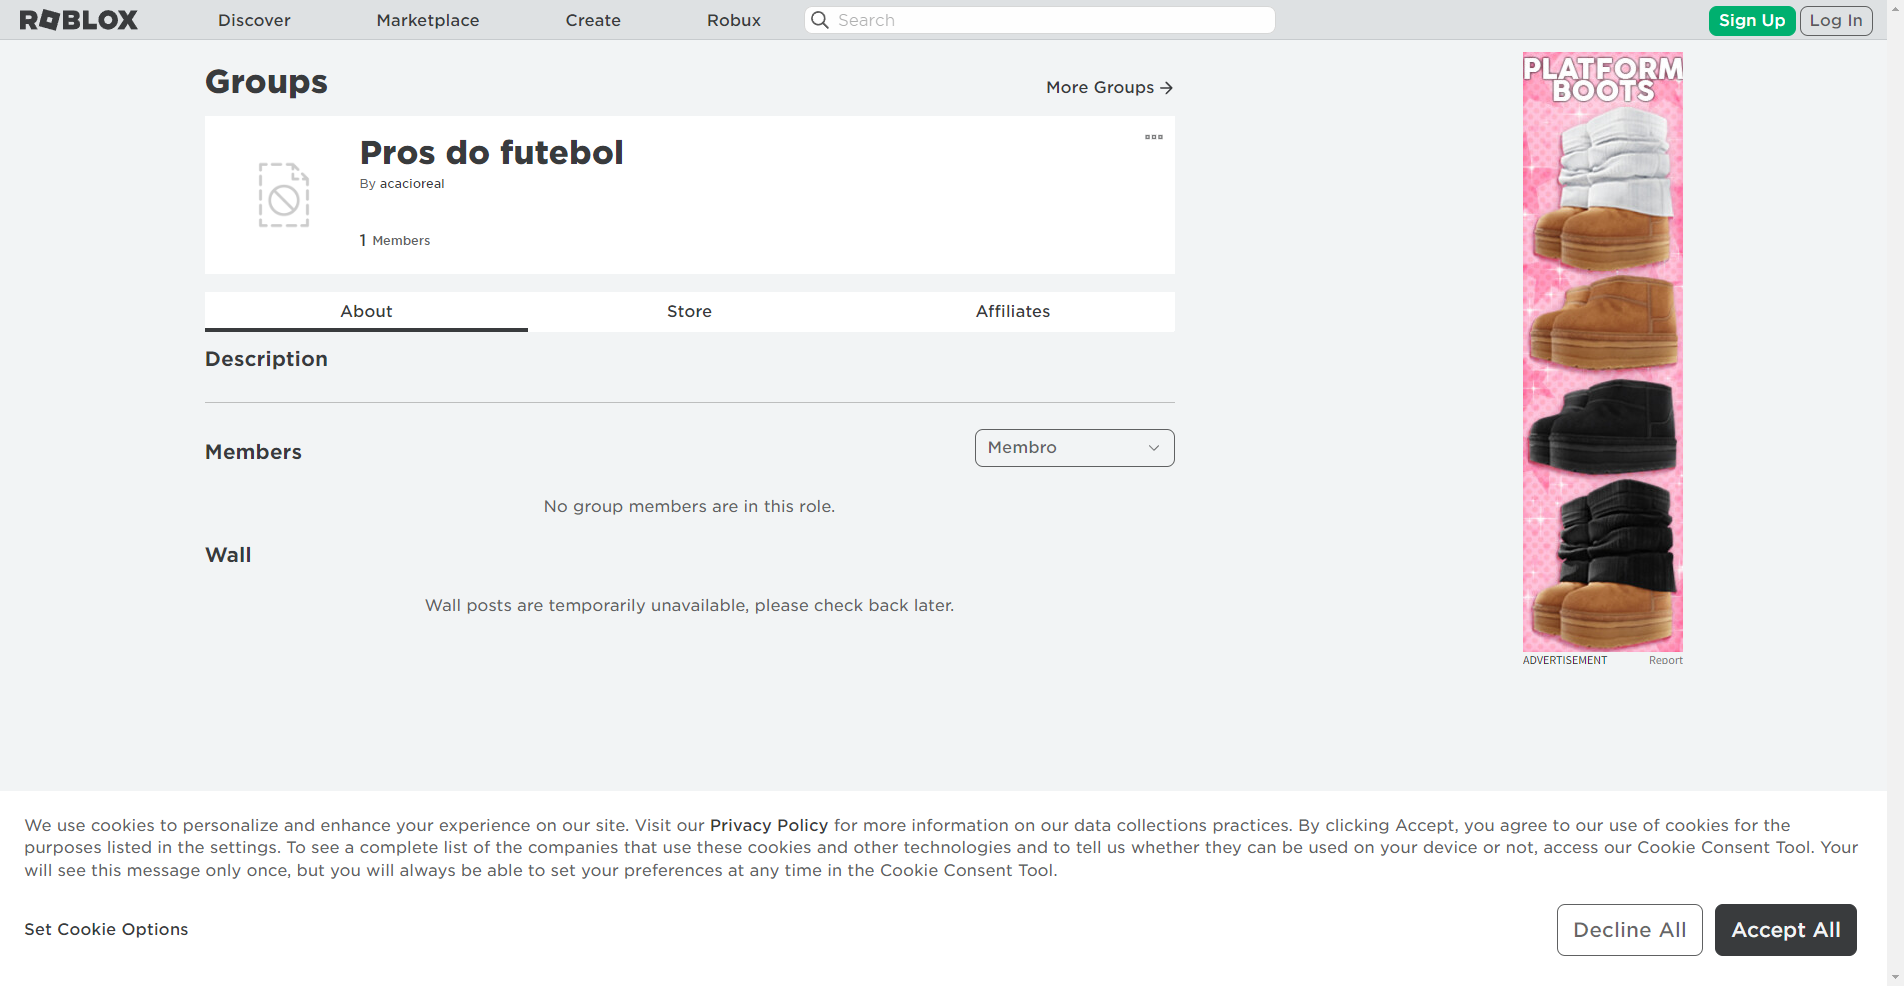 ROBLOX
Discover
Marketplace
Create
Robux
Search
Sign Up
Log In
Groups
More Groups
Pros do futebol
By acacioreal
1 Members
About
Store
Affiliates
Description
Members
Membro
No group members are in this role.
Wall
Wall posts are temporarily unavailable, please check back later.
PLATFORM
BOOTS
ADVERTISEMENT
Report
We use cookies to personalize and enhance your experience on our site. Visit our Privacy Policy for more information on our data collections practices. By clicking Accept, you agree to our use of cookies for the
purposes listed in the settings. To see a complete list of the companies that use these cookies and other technologies and to tell us whether they can be used on your device or not, access our Cookie Consent Tool. Your
will see this message only once, but you will always be able to set your preferences at any time in the Cookie Consent Tool.
Set Cookie Options
Decline All
Accept All